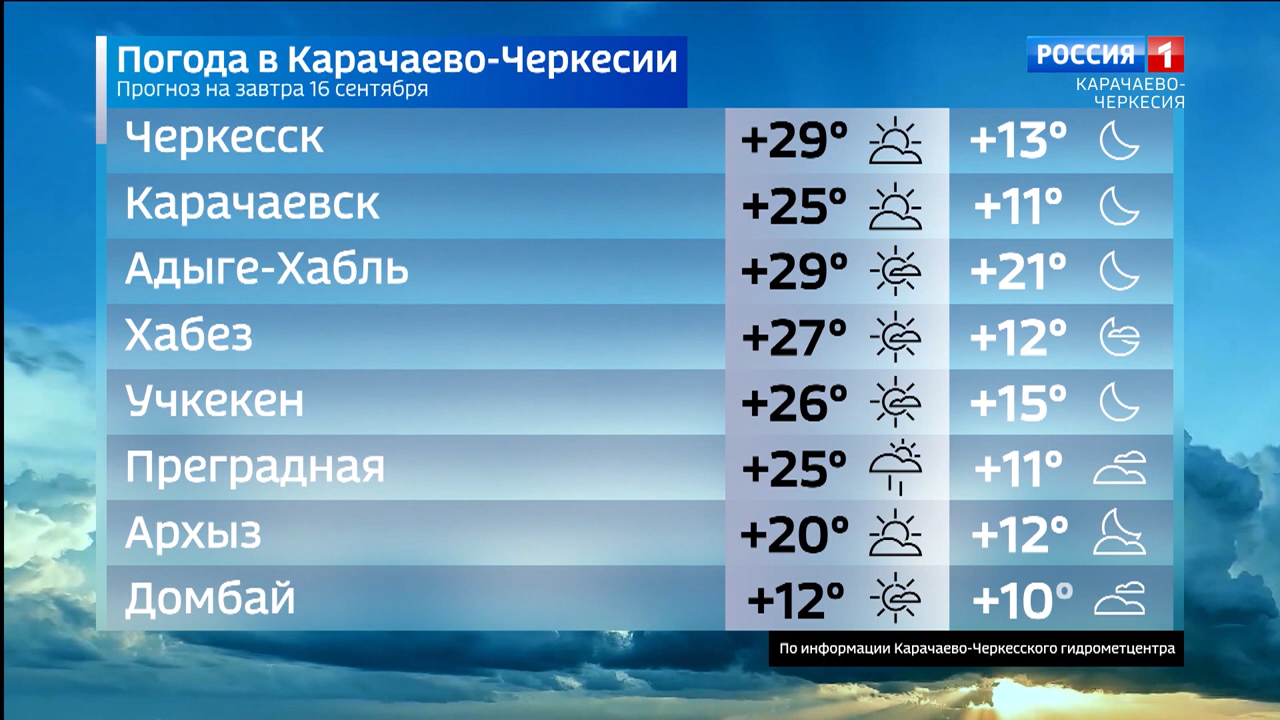 Погода в Карачаево-Черкесии
Прогноз на завтра 16 сентября
РОССИЯ 1
КАРАЧАЕВО-
ЧЕРКЕСИЯ
Черкесск +29° +13°
Карачаевск +25° +11°
Адыге-Хабль +29° +21°
Хабез +27° +12°
Учкекен +26° +15°
Преградная +25° +11°
Архыз +20° +12°
Домбай +12° +10°
По информации Карачаево-Черкесского гидрометцентра